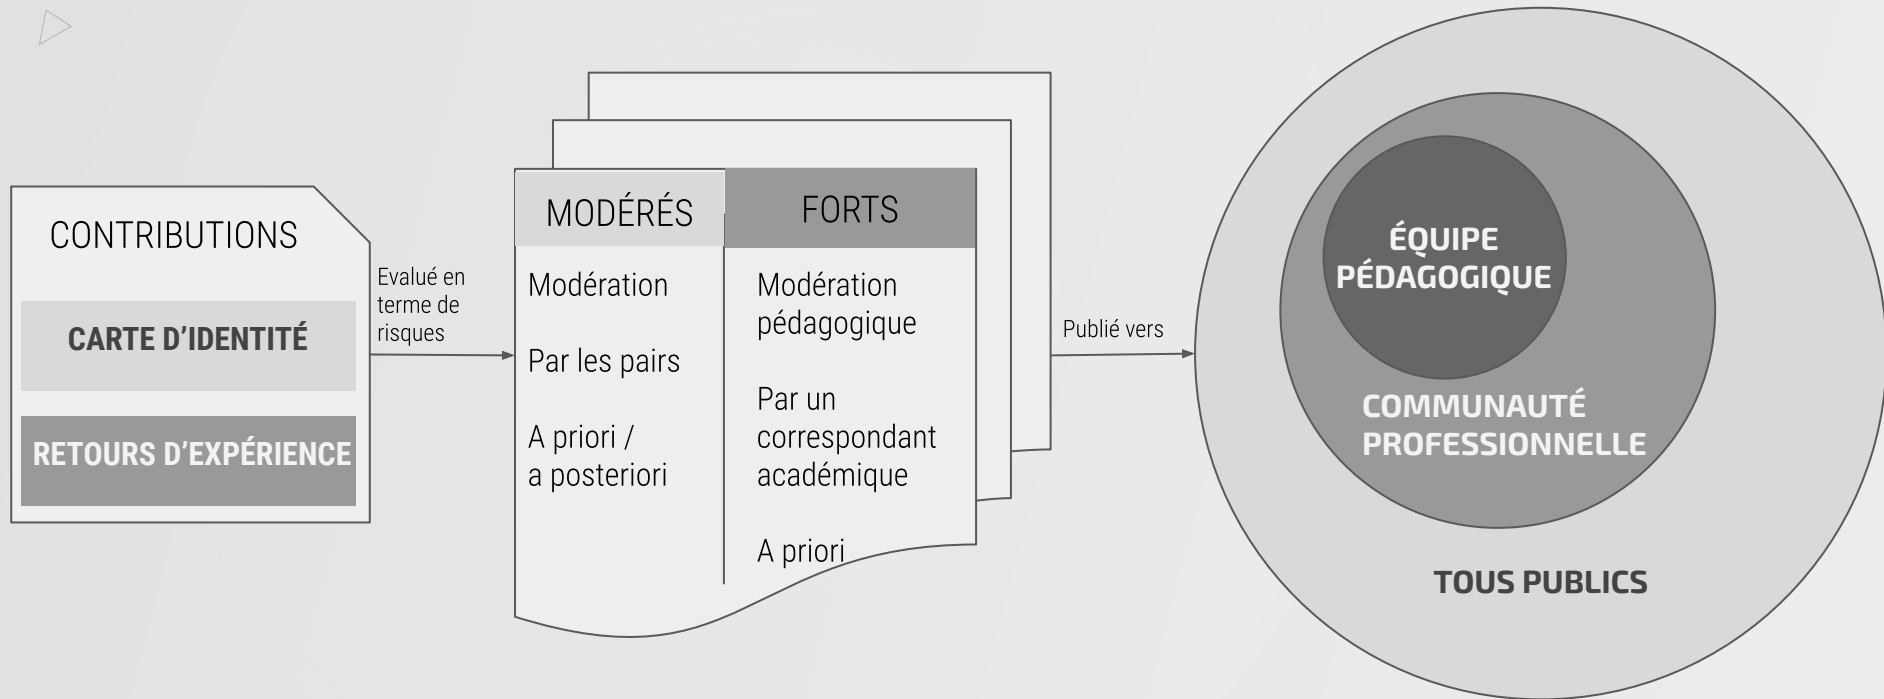 CONTRIBUTIONS
CARTE D’IDENTITÉ
RETOURS D’EXPÉRIENCE
Evalué en
terme de
risques
MODÉRÉS
Modération
Par les pairs
A priori /
a posteriori
FORTS
Modération
pédagogique
Par un
correspondant
académique
A priori
Publié vers
ÉQUIPE
PÉDAGOGIQUE
COMMUNAUTÉ
PROFESSIONNELLE
TOUS PUBLICS